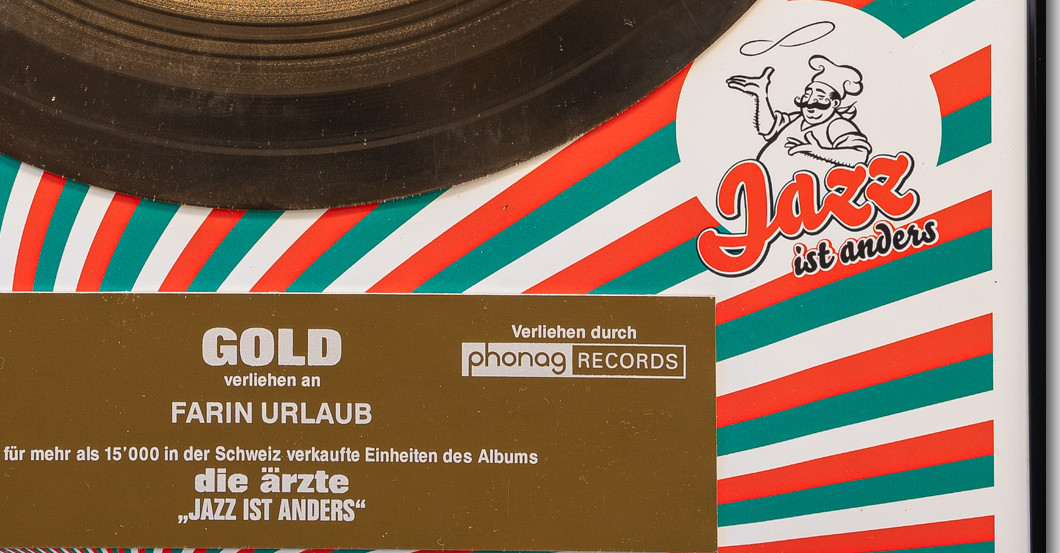 Jazz
ist anders
GOLD
verliehen an
FARIN URLAUB
für mehr als 15’000 in der Schweiz verkaufte Einheiten des Albums
die ärzte
„JAZZ IST ANDERS“
Verliehen durch
phonag RECORDS